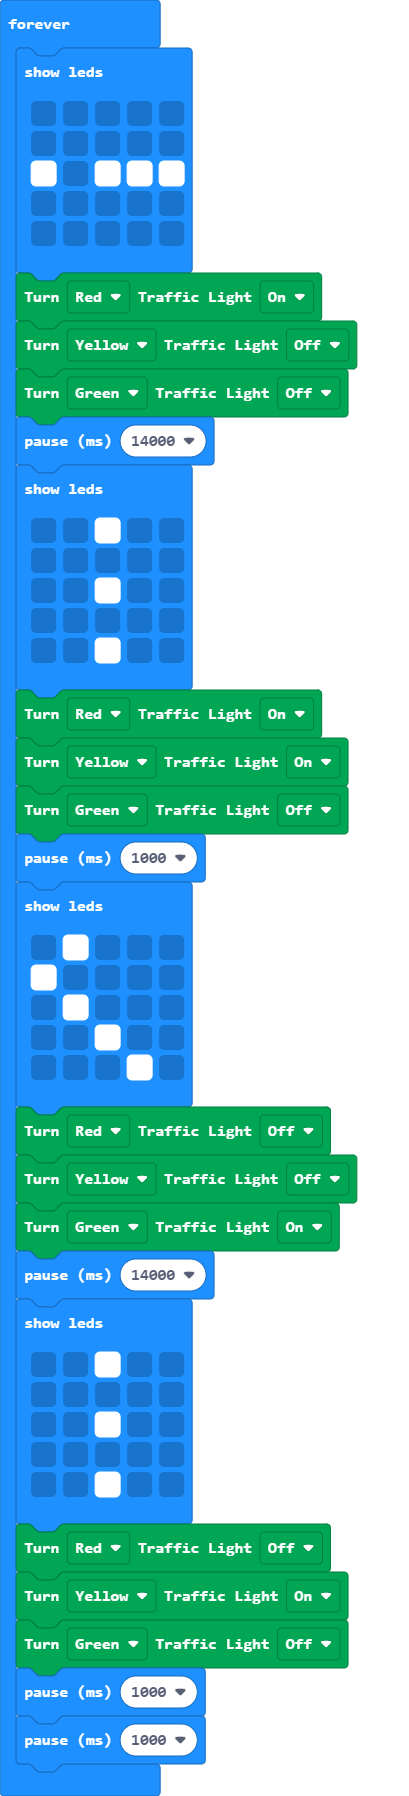 forever
show leds
Turn Red Traffic Light On
Turn Yellow Traffic Light Off
Turn Green Traffic Light Off
pause (ms) 14000
show leds
Turn Red Traffic Light On
Turn Yellow Traffic Light On
Turn Green Traffic Light Off
pause (ms) 1000
show leds
Turn Red Traffic Light Off
Turn Yellow Traffic Light Off
Turn Green Traffic Light On
pause (ms) 14000
show leds
Turn Red Traffic Light Off
Turn Yellow Traffic Light On
Turn Green Traffic Light Off
pause (ms) 1000
pause (ms) 1000